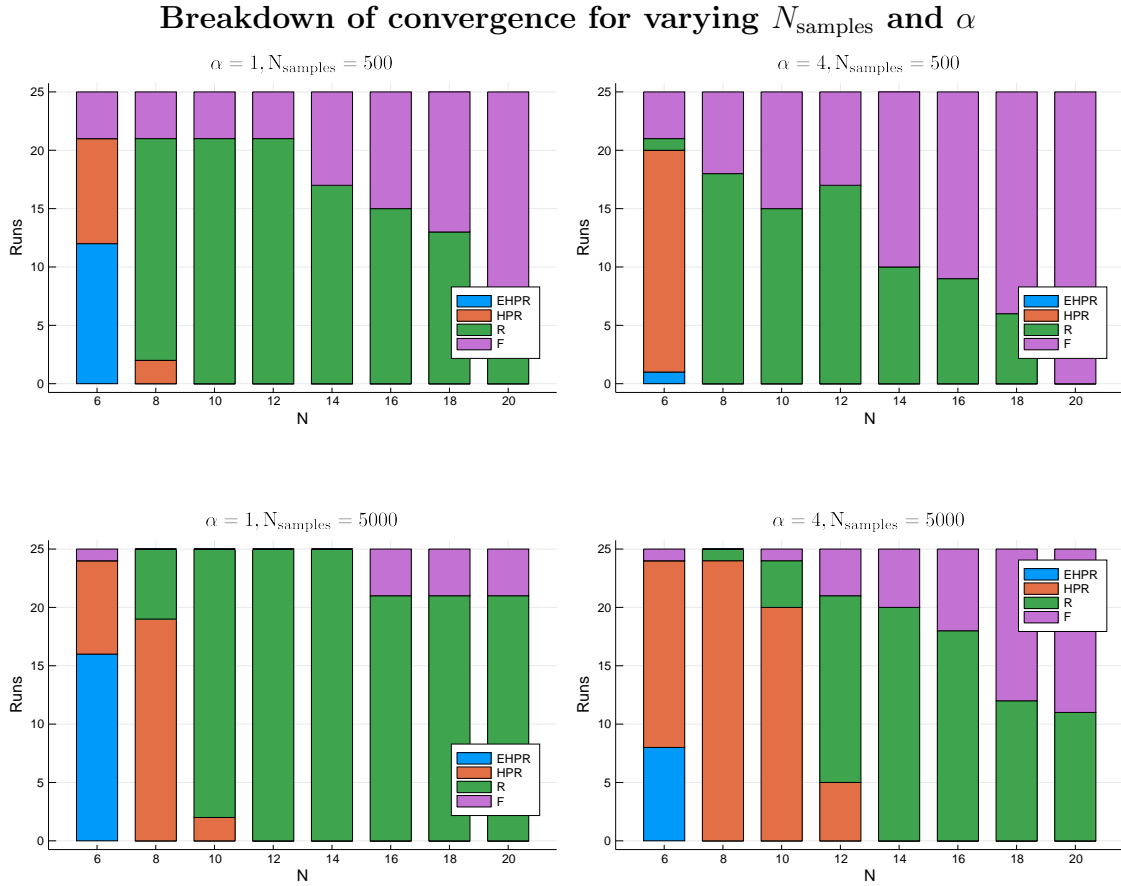 Breakdown of convergence for varying N_samples and α
α = 1, N_samples = 500
25
20
15
10
5
0
Runs
6 8 10 12 14 16 18 20
N
EHPR
HPR
R
F
α = 4, N_samples = 500
25
20
15
10
5
0
Runs
6 8 10 12 14 16 18 20
N
EHPR
HPR
R
F
α = 1, N_samples = 5000
25
20
15
10
5
0
Runs
6 8 10 12 14 16 18 20
N
EHPR
HPR
R
F
α = 4, N_samples = 5000
25
20
15
10
5
0
Runs
6 8 10 12 14 16 18 20
N
EHPR
HPR
R
F